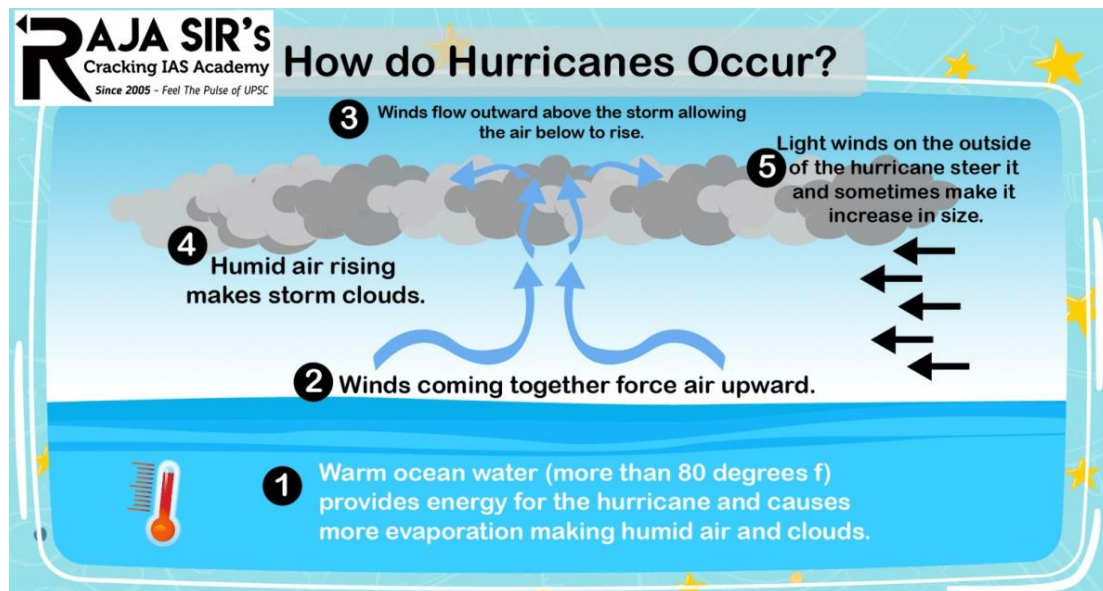 RAJA SIR's
Cracking IAS Academy
Since 2005 - Feel The Pulse of UPSC
How do Hurricanes Occur?
3 Winds flow outward above the storm allowing
the air below to rise.
5 Light winds on the outside
of the hurricane steer it
and sometimes make it
increase in size.
4 Humid air rising
makes storm clouds.
2 Winds coming together force air upward.
1 Warm ocean water (more than 80 degrees f)
provides energy for the hurricane and causes
more evaporation making humid air and clouds.